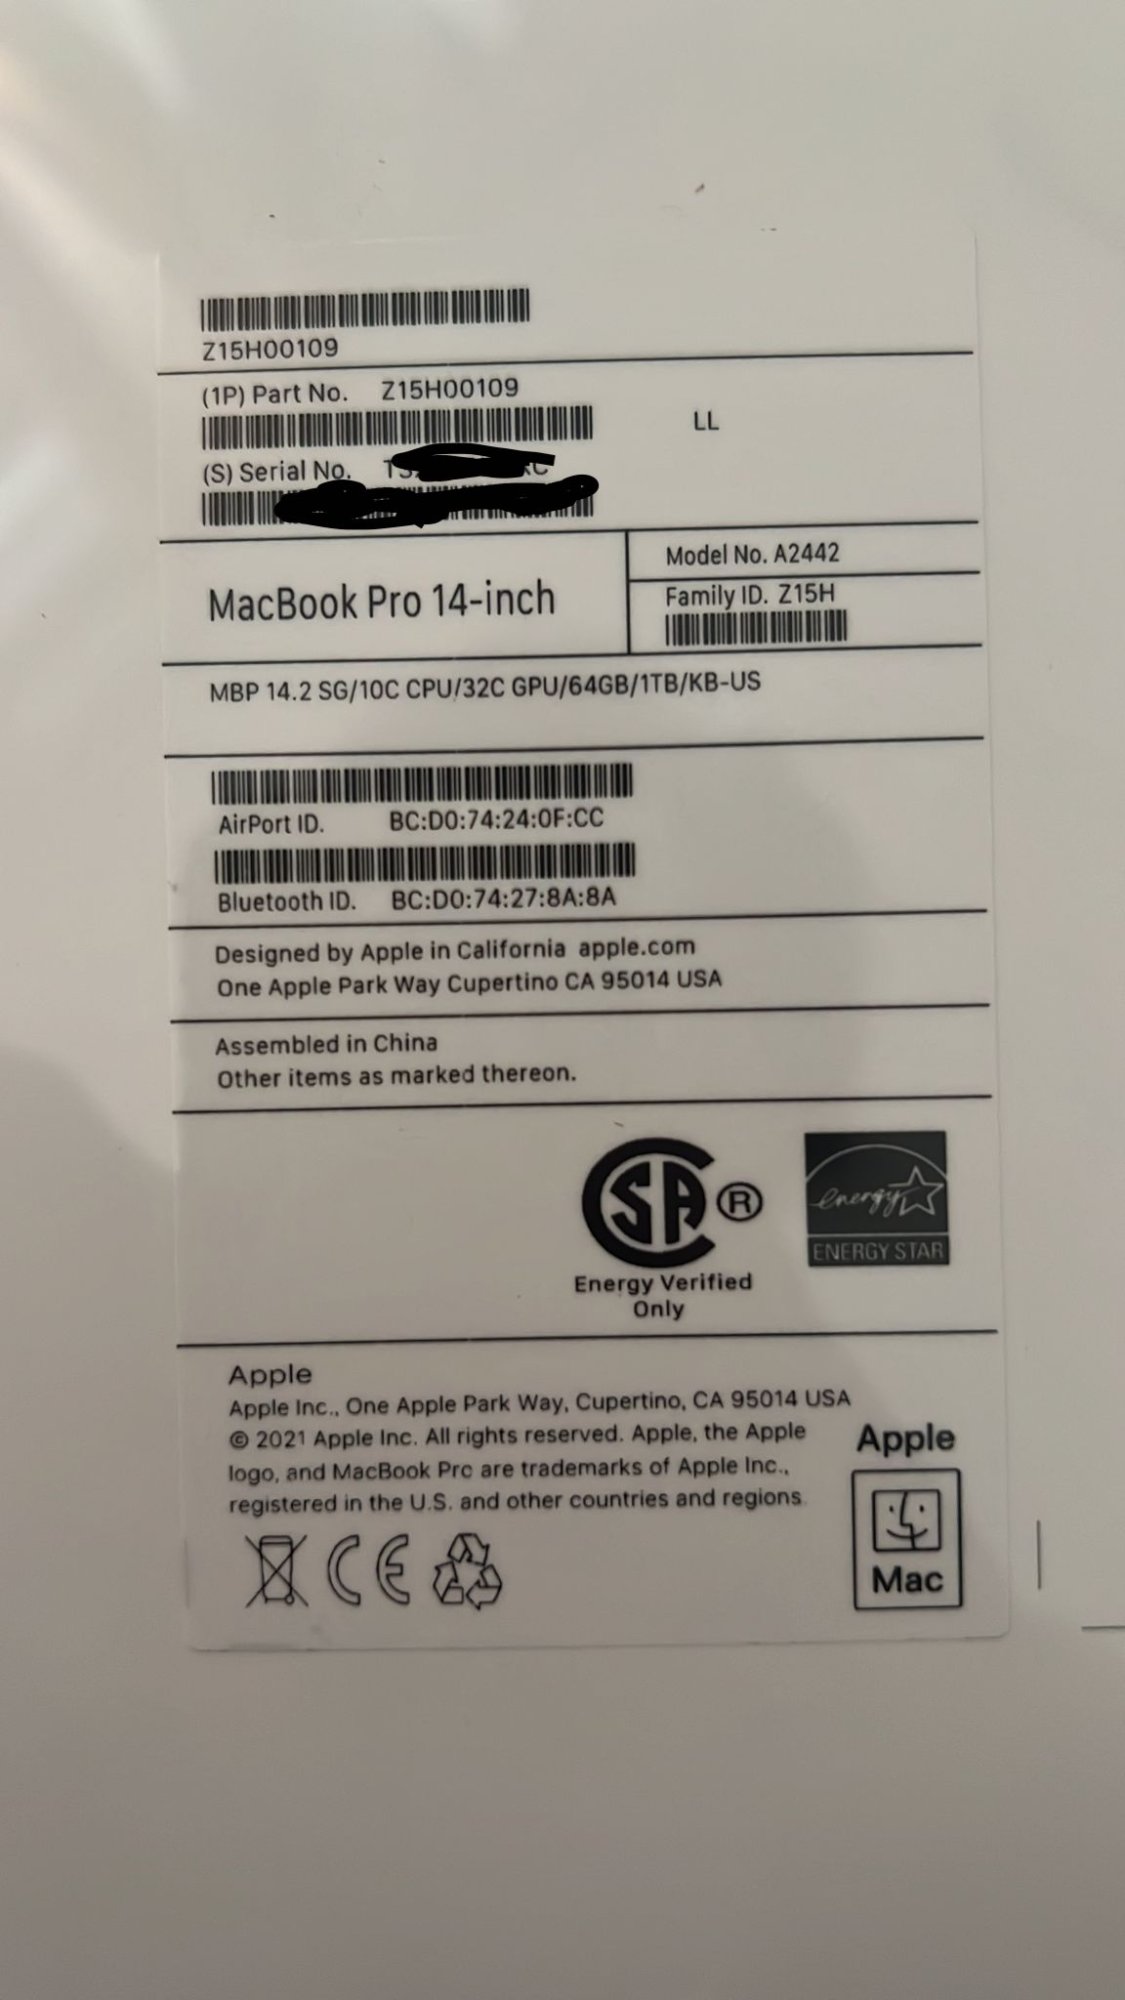 Z15H00109
(1P) Part No. Z15H00109
LL
(S) Serial No.
MacBook Pro 14-inch
Model No. A2442
Family ID. Z15H
MBP 14.2 SG/10C CPU/32C GPU/64GB/1TB/KB-US
AirPort ID. BC:D0:74:24:0F:CC
Bluetooth ID. BC:D0:74:27:8A:8A
Designed by Apple in California apple.com
One Apple Park Way Cupertino CA 95014 USA
Assembled in China
Other items as marked thereon.
SA ®
Energy Verified
Only
energy
ENERGY STAR
Apple
Apple Inc., One Apple Park Way, Cupertino, CA 95014 USA
© 2021 Apple Inc. All rights reserved. Apple, the Apple
logo, and MacBook Pro are trademarks of Apple Inc.,
registered in the U.S. and other countries and regions.
CE
Apple
Mac